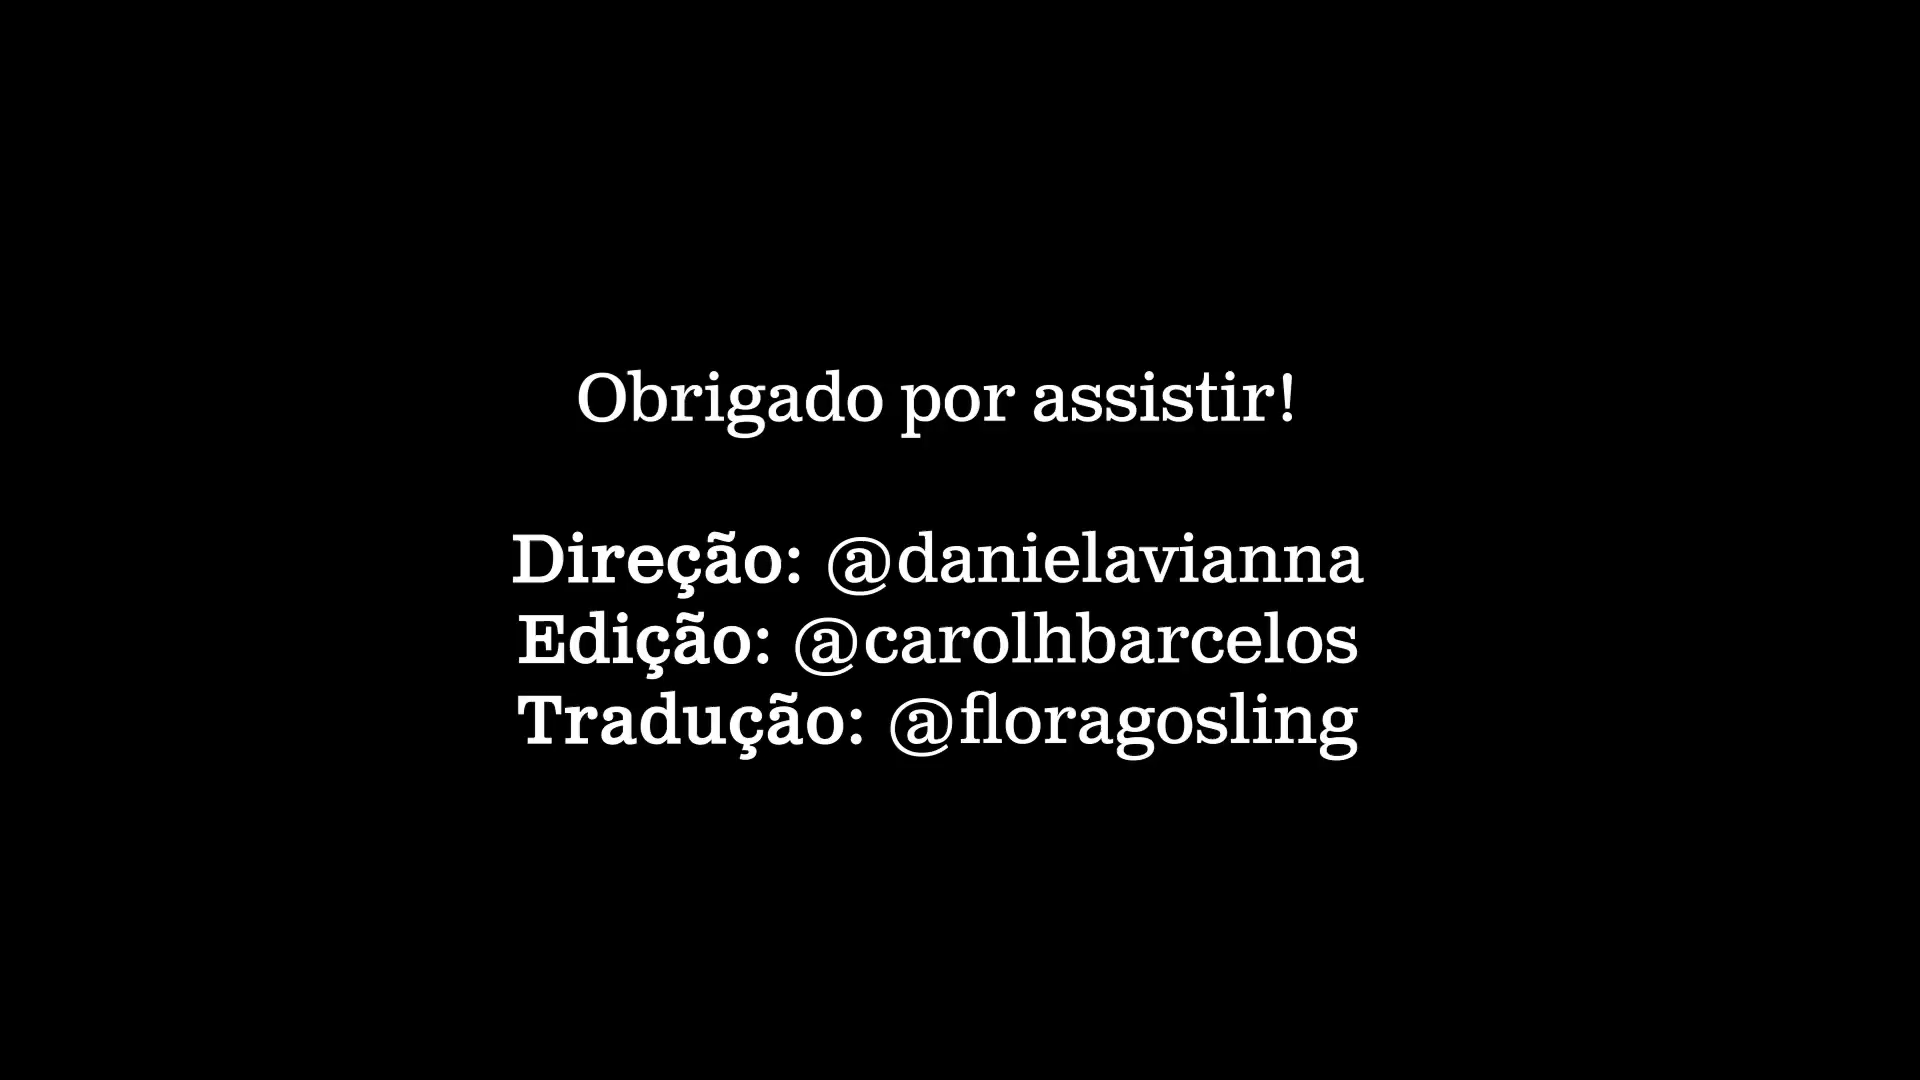 Obrigado por assistir!
Direção: @danielavianna
Edição: @carolhbarcelos
Tradução: @floragosling